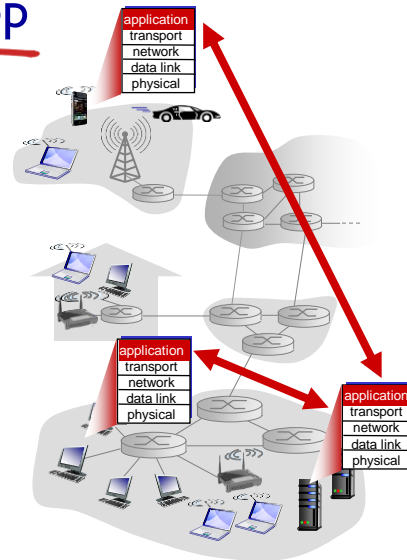 application
transport
network
data link
physical
application
transport
network
data link
physical
application
transport
network
data link
physical